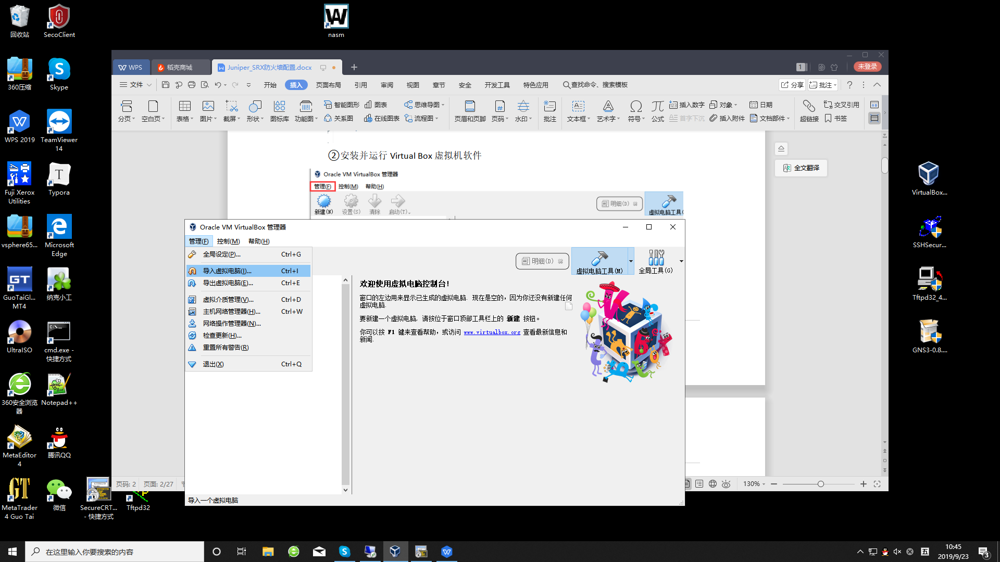 回收站
SecoClient
nasm
360压缩
Skype
WPS 2019
TeamViewer
14
Fuji Xerox
Utilities
Typora
vsphere65...
Microsoft
Edge
GuoTaiGl...
MT4
纳克小工
UltraISO
cmd.exe -
快捷方式
360安全浏览
器
Notepad++
MetaEditor
4
腾讯QQ
MetaTrader
4 Guo Tai
微信
SecureCRT...
- 快捷方式
Tftpd32
VirtualBox...
SSHSecur...
Tftpd32_4...
GNS3-0.8....
WPS
稻壳商城
Juniper_SRX防火墙配置.docx
1
未登录
文件
开始
插入
页面布局
引用
审阅
视图
章节
安全
开发工具
特色应用
查找命令、搜索模板
分享
批注
分页
空白页
表格
图片
截屏
形状
图标库
功能图
智能图形
图表
关系图
在线图表
思维导图
流程图
页眉和页脚
页码
水印
批注
文本框
艺术字
符号
公式
插入数字
首字下沉
对象
插入附件
日期
文档部件
超链接
交叉引用
书签
②安装并运行 Virtual Box 虚拟机软件
Oracle VM VirtualBox 管理器
管理(F) 控制(M) 帮助(H)
新建(N) 设置(S) 清除 启动(T)
明细(D)
虚拟电脑工具(
全文翻译
Oracle VM VirtualBox 管理器
管理(F) 控制(M) 帮助(H)
全局设定(P)... Ctrl+G
导入虚拟电脑(I)... Ctrl+I
导出虚拟电脑(E)... Ctrl+E
虚拟介质管理(V)... Ctrl+D
主机网络管理器(H)... Ctrl+W
网络操作管理器(N)...
检查更新(H)...
重置所有警告(R)
退出(X) Ctrl+Q
明细(D)
虚拟电脑工具(M)
全局工具(G)
欢迎使用虚拟电脑控制台!
窗口的左边用来显示已生成的虚拟电脑. 现在是空的, 因为你还没有新建任何
虚拟电脑.
要新建一个虚拟电脑, 请按位于窗口顶部工具栏上的 新建 按钮。
你可以按 F1 键来查看帮助, 或访问 www.virtualbox.org 查看最新信息和
新闻.
导入一个虚拟电脑
页码: 2
页面: 2/27
130%
在这里输入你要搜索的内容
五
10:45
2019/9/23
3